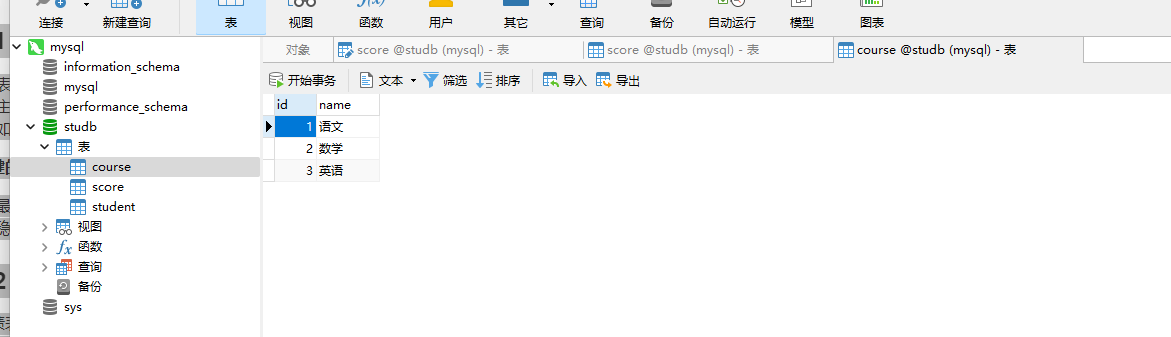 连接 新建查询 表 视图 函数 用户 其它 查询 备份 自动运行 模型 图表
mysql
information_schema
mysql
performance_schema
studb
表
course
score
student
视图
函数
查询
备份
sys
对象 score @studb (mysql) - 表 score @studb (mysql) - 表 course @studb (mysql) - 表
开始事务 文本 筛选 排序 导入 导出
id name
1 语文
2 数学
3 英语